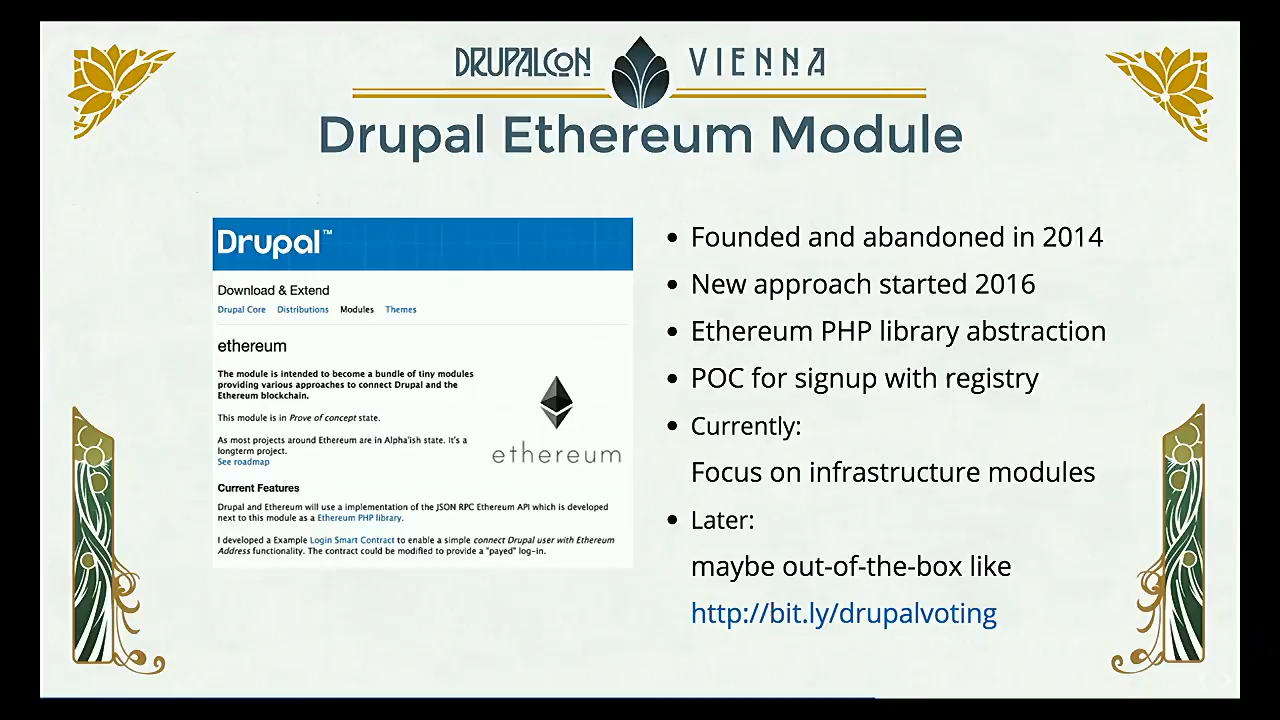 DRUPALCON VIENNA
Drupal Ethereum Module
Drupal™
Download & Extend
Drupal Core Distributions Modules Themes
ethereum
The module is intended to become a bundle of tiny modules
providing various approaches to connect Drupal and the
Ethereum blockchain.
This module is in Prove of concept state.
As most projects around Ethereum are in Alpha'ish state. It's a
longterm project.
See roadmap
ethereum
Current Features
Drupal and Ethereum will use a implementation of the JSON RPC Ethereum API which is developed
next to this module as a Ethereum PHP library.
I developed a Example Login Smart Contract to enable a simple connect Drupal user with Ethereum
Address functionality. The contract could be modified to provide a "payed" log-in.
• Founded and abandoned in 2014
• New approach started 2016
• Ethereum PHP library abstraction
• POC for signup with registry
• Currently:
Focus on infrastructure modules
• Later:
maybe out-of-the-box like
http://bit.ly/drupalvoting